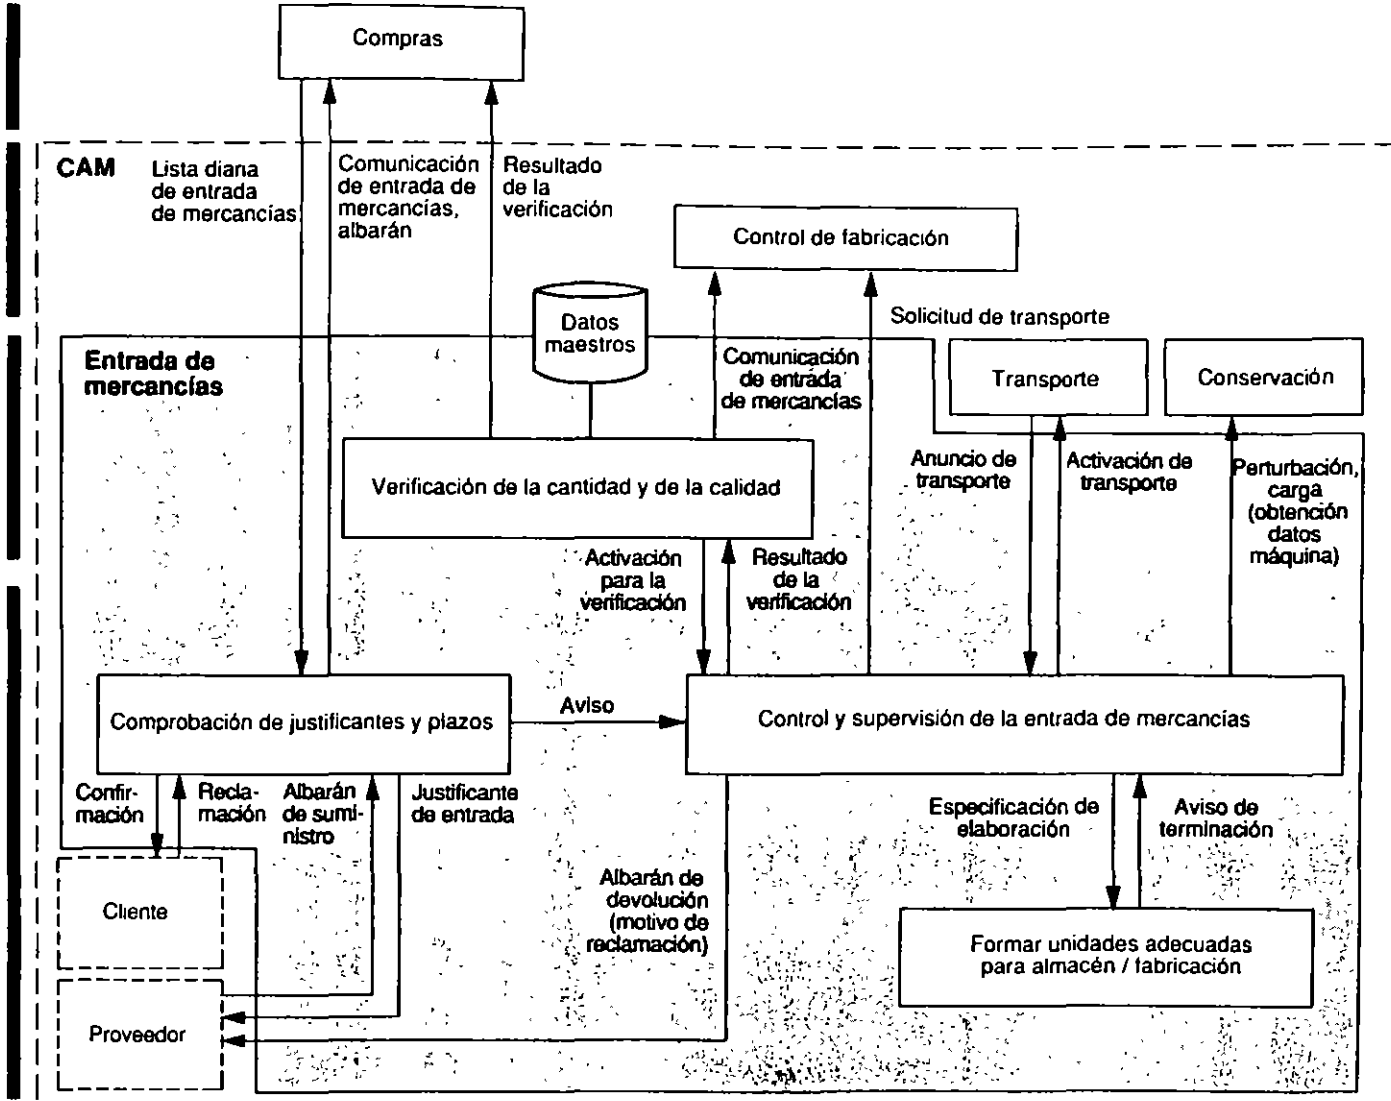 Compras
CAM
Lista diana
de entrada
de mercancías
Comunicación
de entrada de
mercancías,
albarán
Resultado
de la
verificación
Control de fabricación
Solicitud de transporte
Datos
maestros
Entrada de
mercancías
Comunicación
de entrada
de mercancías
Transporte
Conservación
Verificación de la cantidad y de la calidad
Anuncio de
transporte
Activación de
transporte
Perturbación,
carga
(obtención
datos
máquina)
Activación
para la
verificación
Resultado
de la
verificación
Comprobación de justificantes y plazos
Aviso
Control y supervisión de la entrada de mercancías
Confir-
mación
Recla-
mación
Albarán
de sumi-
nistro
Justificante
de entrada
Especificación de
elaboración
Aviso de
terminación
Cliente
Albarán de
devolución
(motivo de
reclamación)
Formar unidades adecuadas
para almacén / fabricación
Proveedor